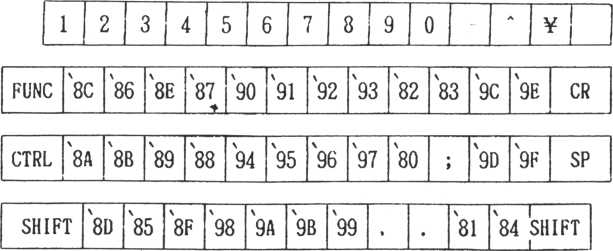 1 2 3 4 5 6 7 8 9 0 - ^ ¥
FUNC `8C `86 `8E `87 `90 `91 `92 `93 `82 `83 `9C `9E CR
CTRL `8A `8B `89 `88 `94 `95 `96 `97 `80 ; `9D `9F SP
SHIFT `8D `85 `8F `98 `9A `9B `99 . . `81 `84 SHIFT